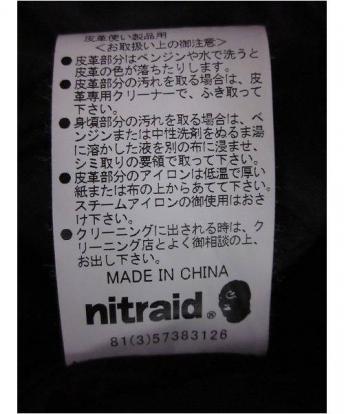 皮革使い製品用
<お取扱い上の御注意>
●皮革部分はベンジンや水で洗うと
皮革の色が落ちたりします。
●皮革部分の汚れを取る場合は、皮
革専用クリーナーで、ふき取って
下さい。
●身頃部分の汚れを取る場合は、ベ
ンジンまたは中性洗剤をぬるま湯
に溶かした液を別の布に浸ませ、
シミ取りの要領で取って下さい。
●皮革部分のアイロンは低温で厚い
紙または布の上からあてて下さい。
スチームアイロンの御使用はおさ
け下さい。
●クリーニングに出される時は、ク
リーニング店とよく御相談の上、
お出し下さい。
MADE IN CHINA
nitraid®
81(3)57383126